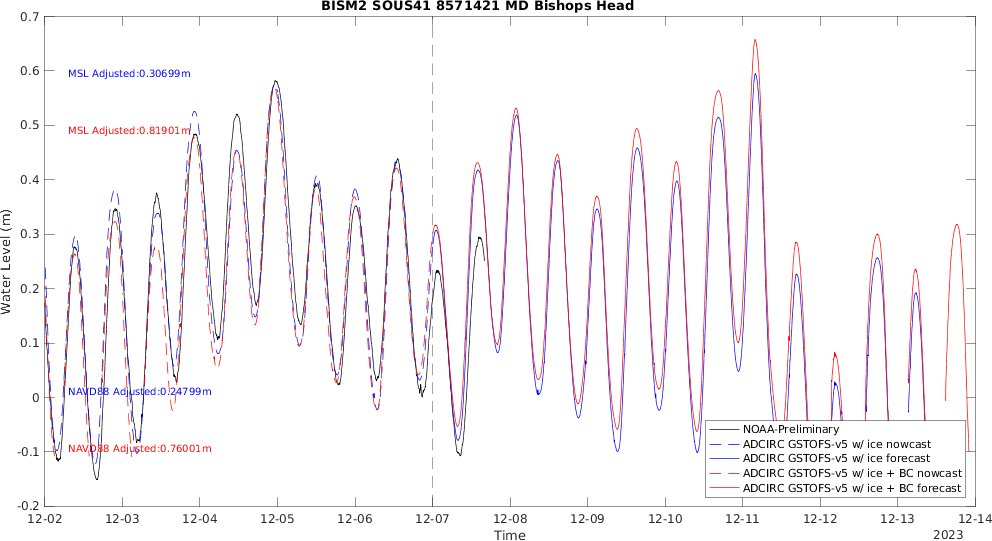 BISM2 SOUS41 8571421 MD Bishops Head
0.7
0.6
0.5
0.4
0.3
0.2
0.1
0
-0.1
-0.2
Water Level (m)
MSL Adjusted:0.30699m
MSL Adjusted:0.81901m
NAVD88 Adjusted:0.24799m
NAVD88 Adjusted:0.76001m
NOAA-Preliminary
ADCIRC GSTOFS-v5 w/ ice nowcast
ADCIRC GSTOFS-v5 w/ ice forecast
ADCIRC GSTOFS-v5 w/ ice + BC nowcast
ADCIRC GSTOFS-v5 w/ ice + BC forecast
12-02 12-03 12-04 12-05 12-06 12-07 12-08 12-09 12-10 12-11 12-12 12-13 12-14
Time
2023